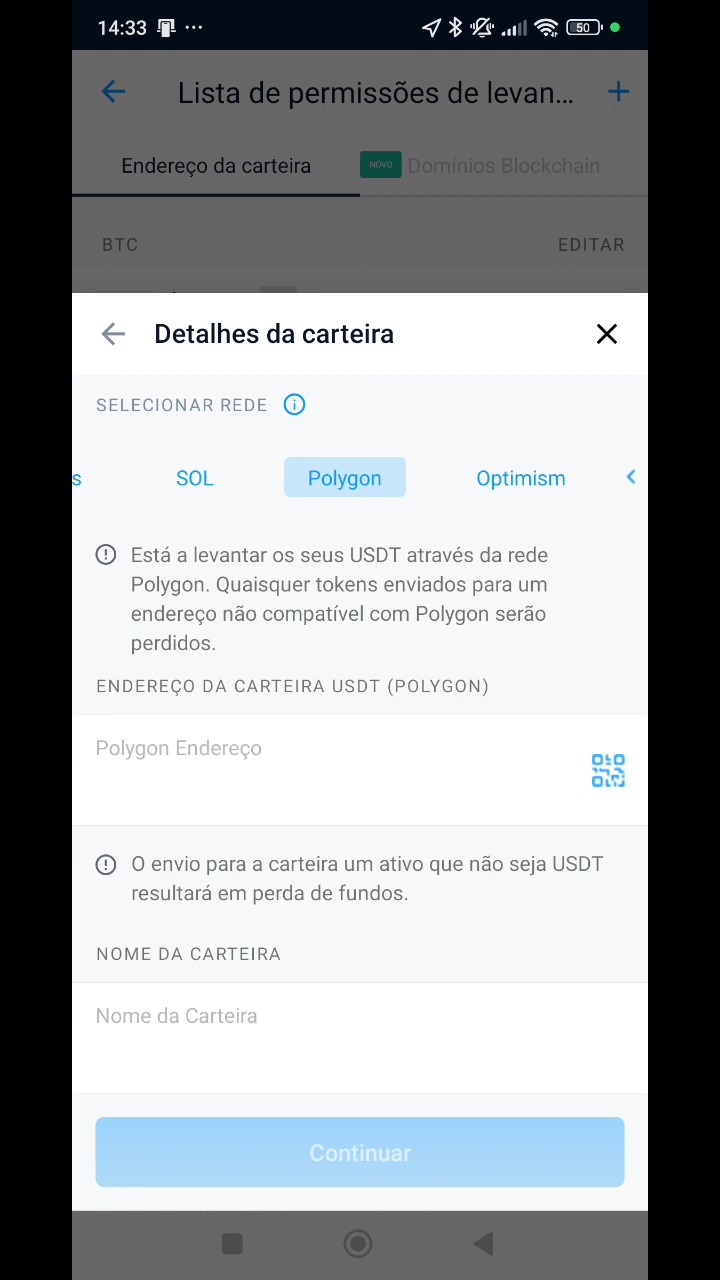 14:33
50
Lista de permissões de levan...
Endereço da carteira
NOVO Domínios Blockchain
BTC
EDITAR
Detalhes da carteira
SELECIONAR REDE
s
SOL
Polygon
Optimism
Está a levantar os seus USDT através da rede
Polygon. Quaisquer tokens enviados para um
endereço não compatível com Polygon serão
perdidos.
ENDEREÇO DA CARTEIRA USDT (POLYGON)
Polygon Endereço
O envio para a carteira um ativo que não seja USDT
resultará em perda de fundos.
NOME DA CARTEIRA
Nome da Carteira
Continuar